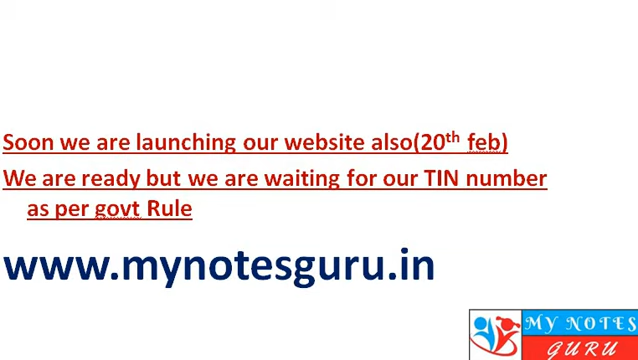 Soon we are launching our website also(20th feb)
We are ready but we are waiting for our TIN number
as per govt Rule
www.mynotesguru.in
MY NOTES
GURU